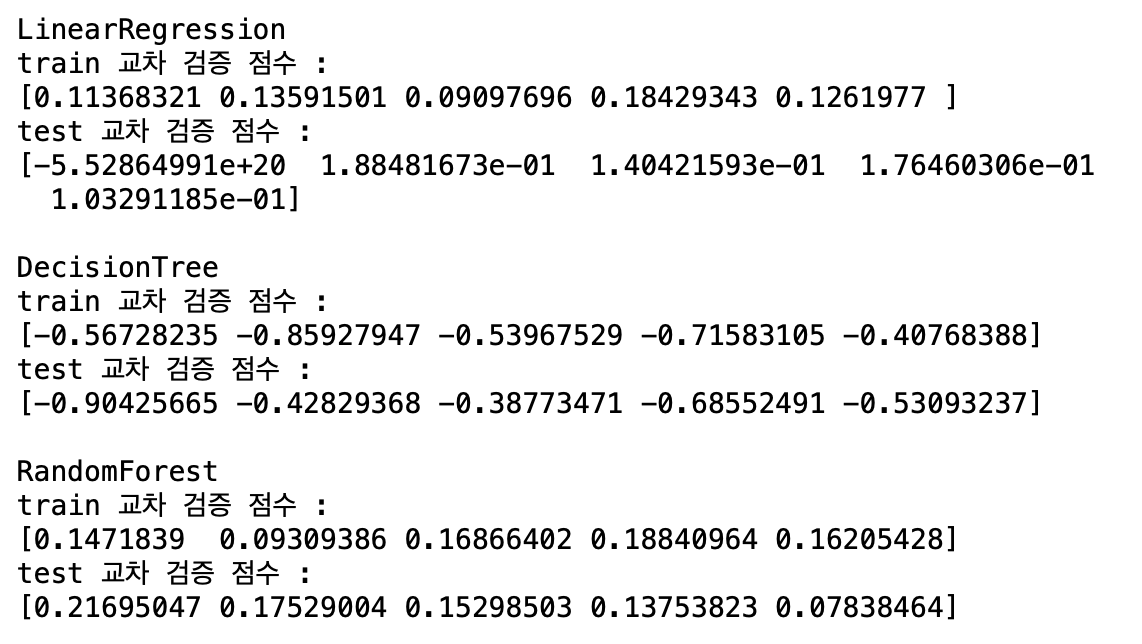 LinearRegression
train 교차 검증 점수 :
[0.11368321 0.13591501 0.09097696 0.18429343 0.1261977 ]
test 교차 검증 점수 :
[-5.52864991e+20  1.88481673e-01  1.40421593e-01  1.76460306e-01
  1.03291185e-01]
DecisionTree
train 교차 검증 점수 :
[-0.56728235 -0.85927947 -0.53967529 -0.71583105 -0.40768388]
test 교차 검증 점수 :
[-0.90425665 -0.42829368 -0.38773471 -0.68552491 -0.53093237]
RandomForest
train 교차 검증 점수 :
[0.1471839  0.09309386 0.16866402 0.18840964 0.16205428]
test 교차 검증 점수 :
[0.21695047 0.17529004 0.15298503 0.13753823 0.07838464]